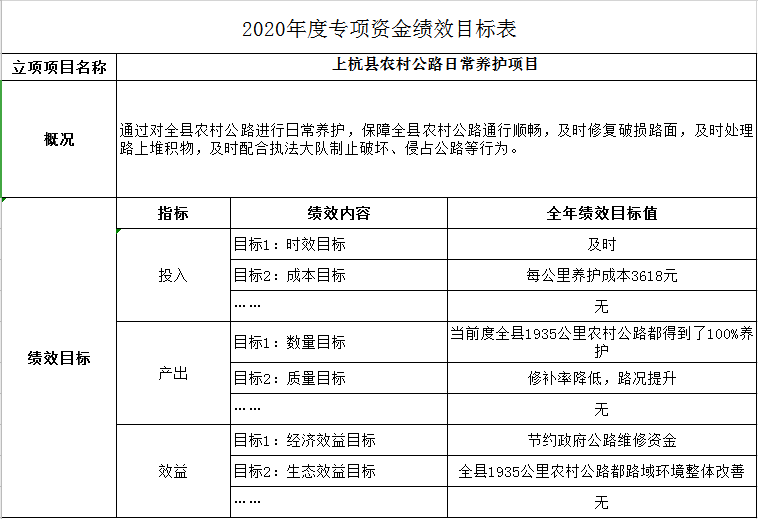 2020年度专项资金绩效目标表
立项项目名称
上杭县农村公路日常养护项目
概况
通过对全县农村公路进行日常养护，保障全县农村公路通行顺畅，及时修复破损路面，及时处理
路上堆积物，及时配合执法大队制止破坏、侵占公路等行为。
绩效目标
指标
绩效内容
全年绩效目标值
投入
目标1：时效目标
及时
目标2：成本目标
每公里养护成本3618元
……
无
产出
目标1：数量目标
当前度全县1935公里农村公路都得到了100%养
护
目标2：质量目标
修补率降低，路况提升
……
无
效益
目标1：经济效益目标
节约政府公路维修资金
目标2：生态效益目标
全县1935公里农村公路都路域环境整体改善
……
无